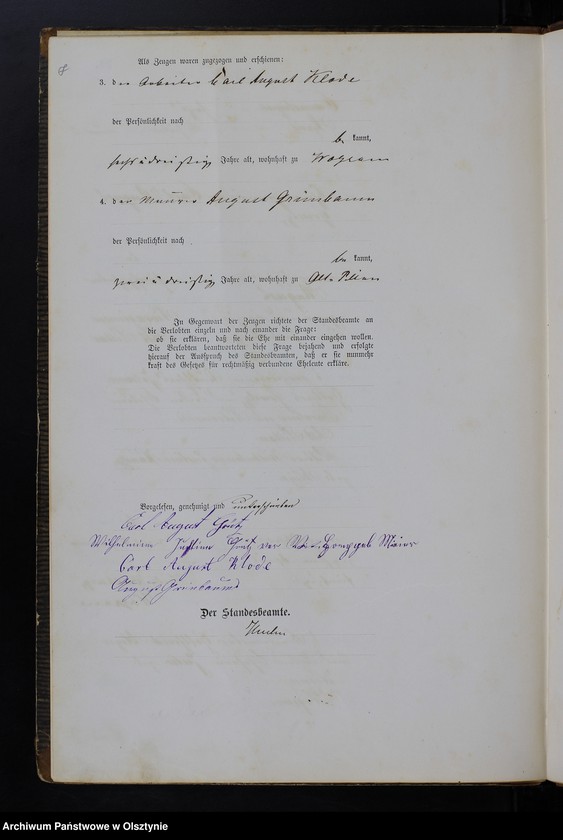 Als Zeugen waren zugezogen und erschienen:
3. der Arbeiter Carl August Klode
der Persönlichkeit nach
be kannt,
sechs u dreißig Jahre alt, wohnhaft zu
4. der Maurer August Grünbaum
der Persönlichkeit nach
be kannt,
zwei u dreißig Jahre alt, wohnhaft zu Alt Pillau
In Gegenwart der Zeugen richtete der Standesbeamte an
die Verlobten einzeln und nach einander die Frage:
ob sie erklären, daß sie die Ehe mit einander eingehen wollen.
Die Verlobten beantworteten diese Frage bejahend und erfolgte
hierauf der Ausspruch des Standesbeamten, daß er sie nunmehr
kraft des Gesetzes für rechtmäßig verbundene Eheleute erkläre.
Vorgelesen, genehmigt und unterschrieben
Carl August
Wilhelmine Justine
Carl August Klode
August Grünbaum
Der Standesbeamte.
Archiwum Państwowe w Olsztynie